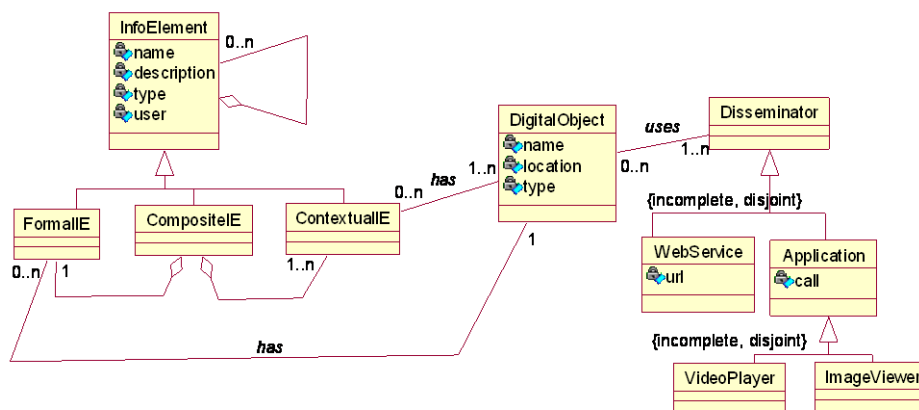 InfoElement
name
description
type
user
0..n
DigitalObject
name
location
type
Disseminator
uses
0..n
1..n
has
0..n
1..n
FormalIE
CompositeIE
ContextualIE
0..n
1
1..n
1
has
{incomplete, disjoint}
WebService
url
Application
call
{incomplete, disjoint}
VideoPlayer
ImageViewer